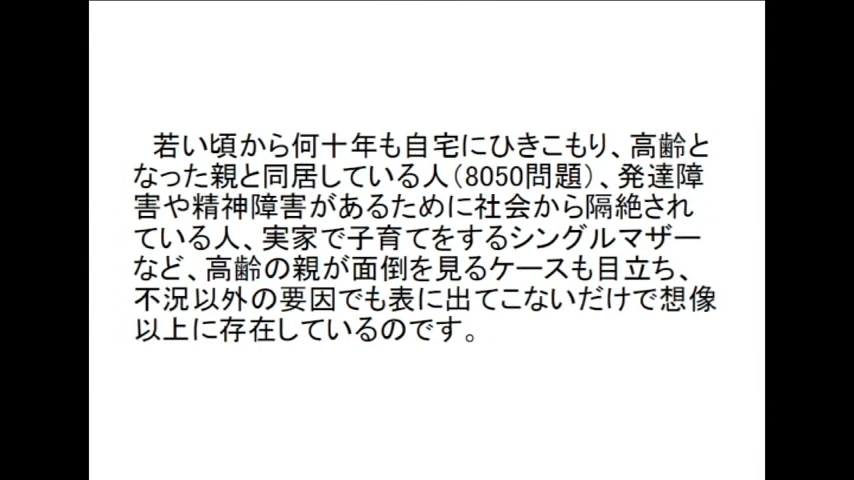 若い頃から何十年も自宅にひきこもり、高齢と
なった親と同居している人（8050問題）、発達障
害や精神障害があるために社会から隔絶され
ている人、実家で子育てをするシングルマザー
など、高齢の親が面倒を見るケースも目立ち、
不況以外の要因でも表に出てこないだけで想像
以上に存在しているのです。